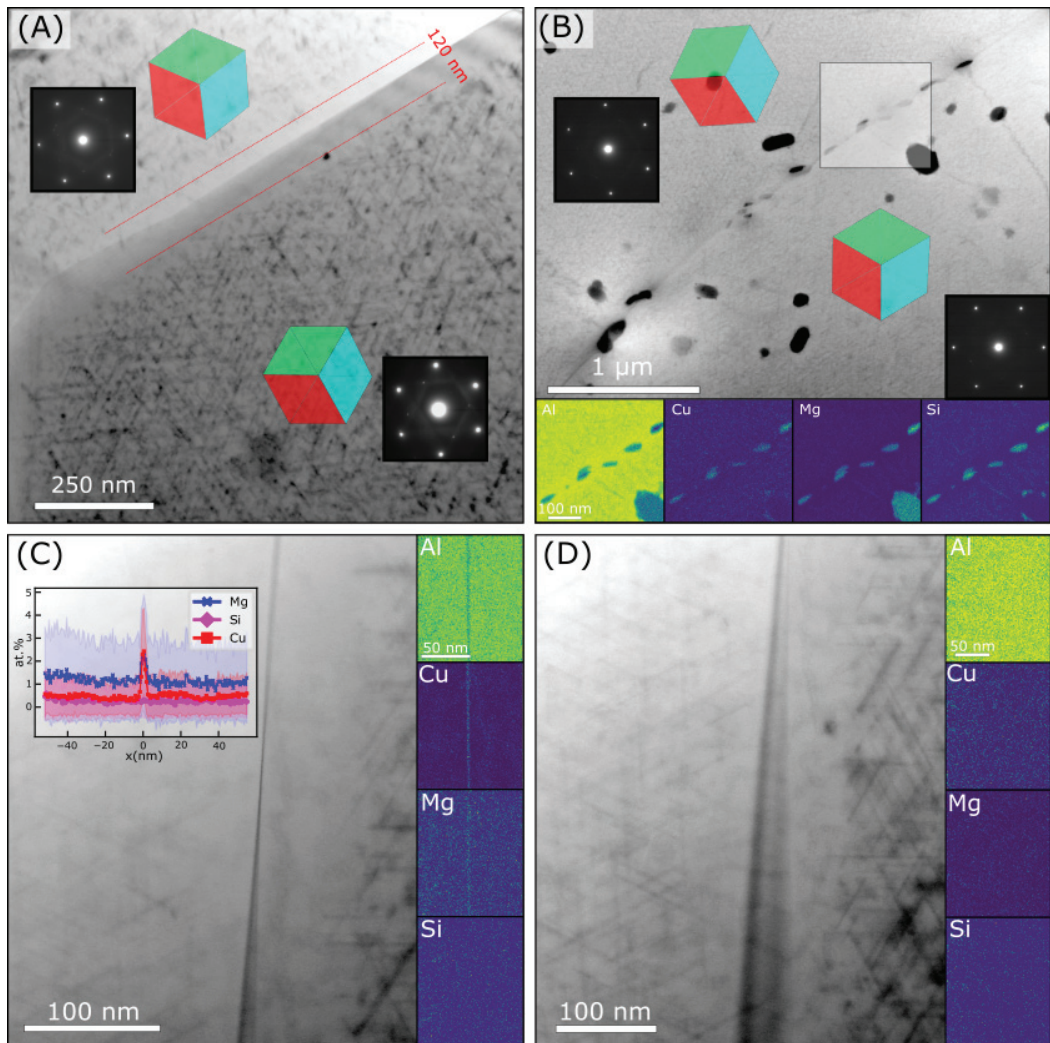 (A)
120 nm
250 nm
(B)
1 μm
Al
Cu
Mg
Si
100 nm
(C)
5
4
3
2
1
0
at.%
Mg
Si
Cu
−40
−20
0
20
40
x(nm)
100 nm
Al
50 nm
Cu
Mg
Si
(D)
100 nm
Al
50 nm
Cu
Mg
Si